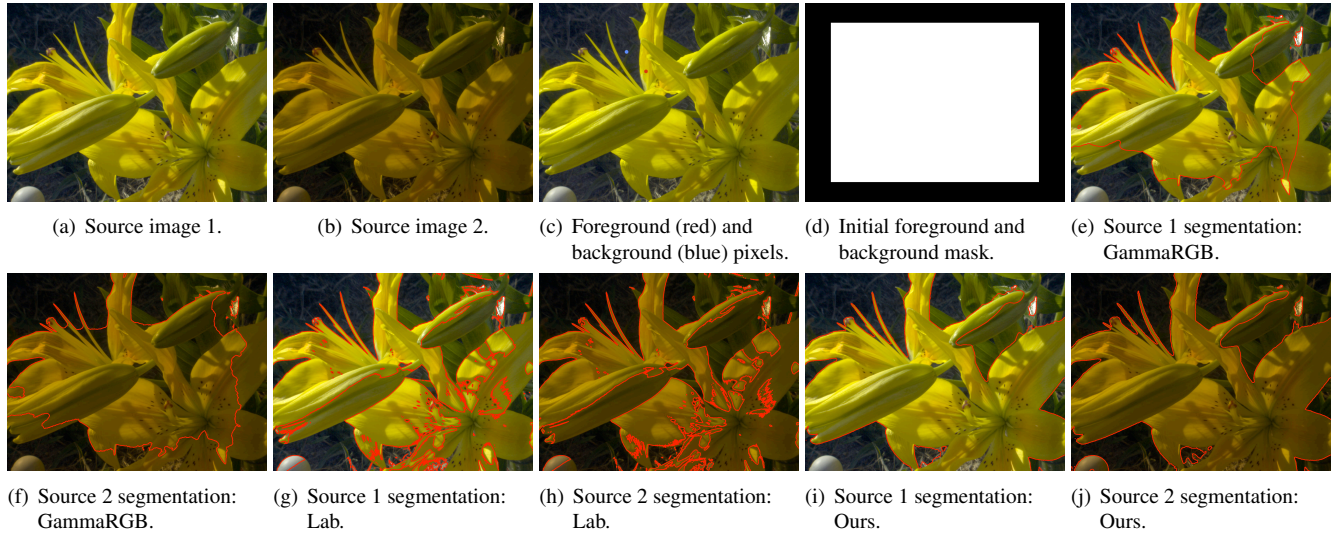 (a) Source image 1.
(b) Source image 2.
(c) Foreground (red) and
background (blue) pixels.
(d) Initial foreground and
background mask.
(e) Source 1 segmentation:
GammaRGB.
(f) Source 2 segmentation:
GammaRGB.
(g) Source 1 segmentation:
Lab.
(h) Source 2 segmentation:
Lab.
(i) Source 1 segmentation:
Ours.
(j) Source 2 segmentation:
Ours.